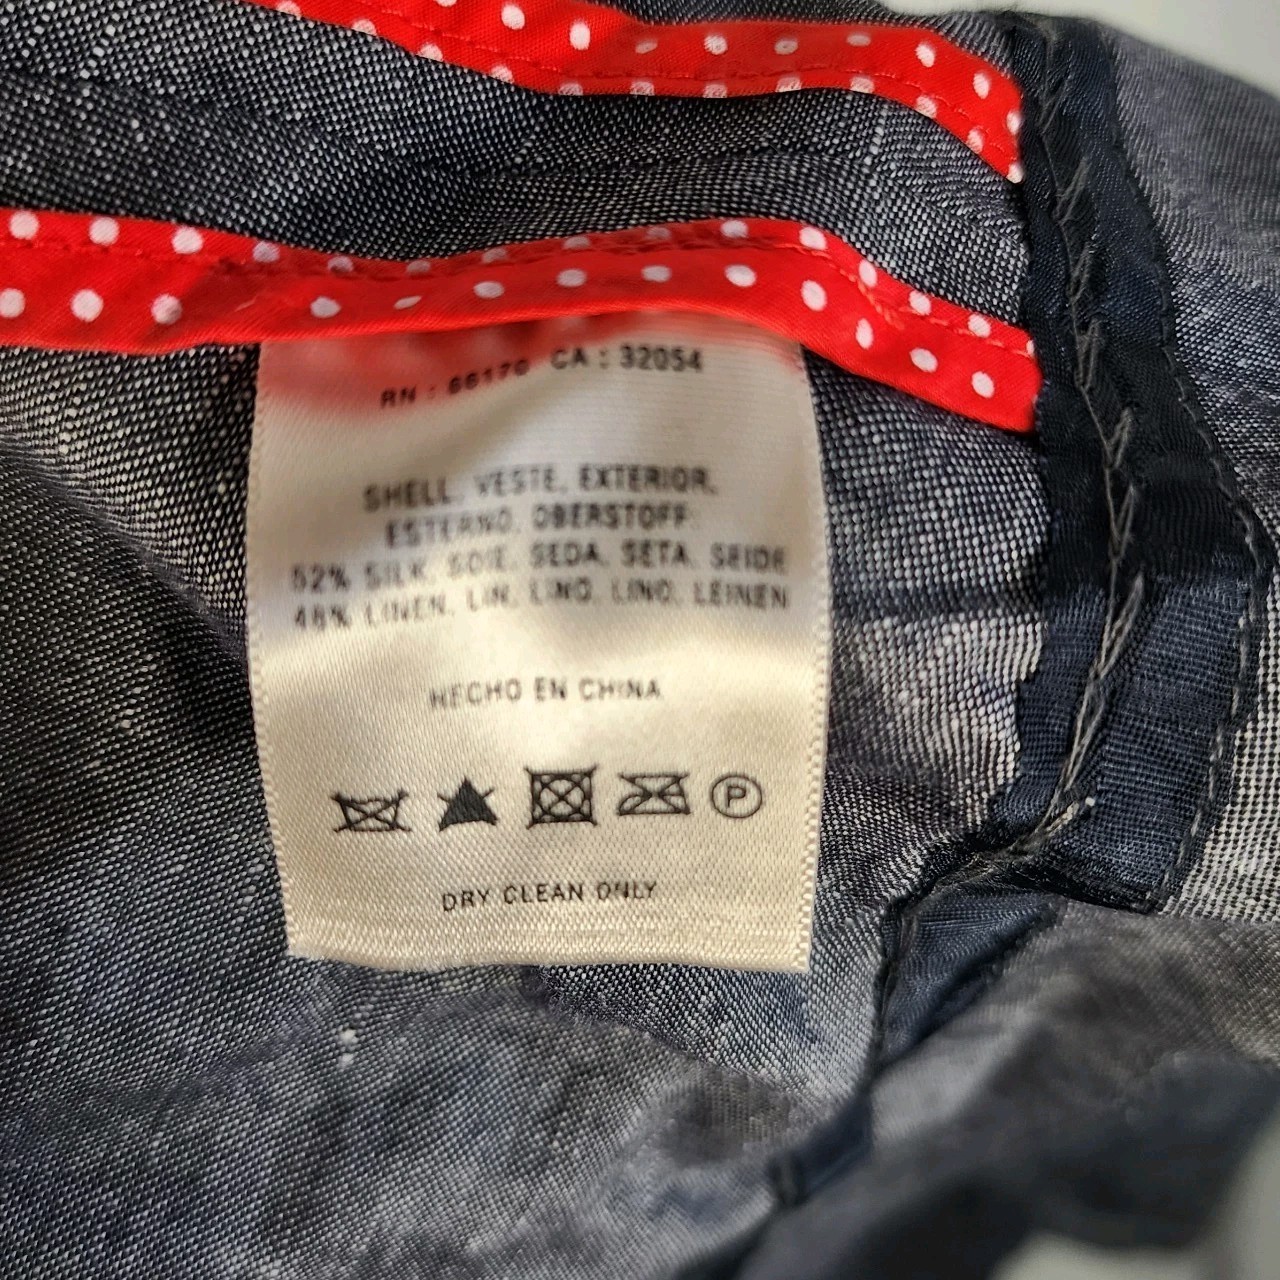 RN : 66170 CA : 32054
SHELL, VESTE, EXTERIOR,
ESTERNO, OBERSTOFF:
52% SILK, SOIE, SEDA, SETA, SEIDE
48% LINEN, LIN, LINO, LINO, LEINEN
HECHO EN CHINA
P
DRY CLEAN ONLY